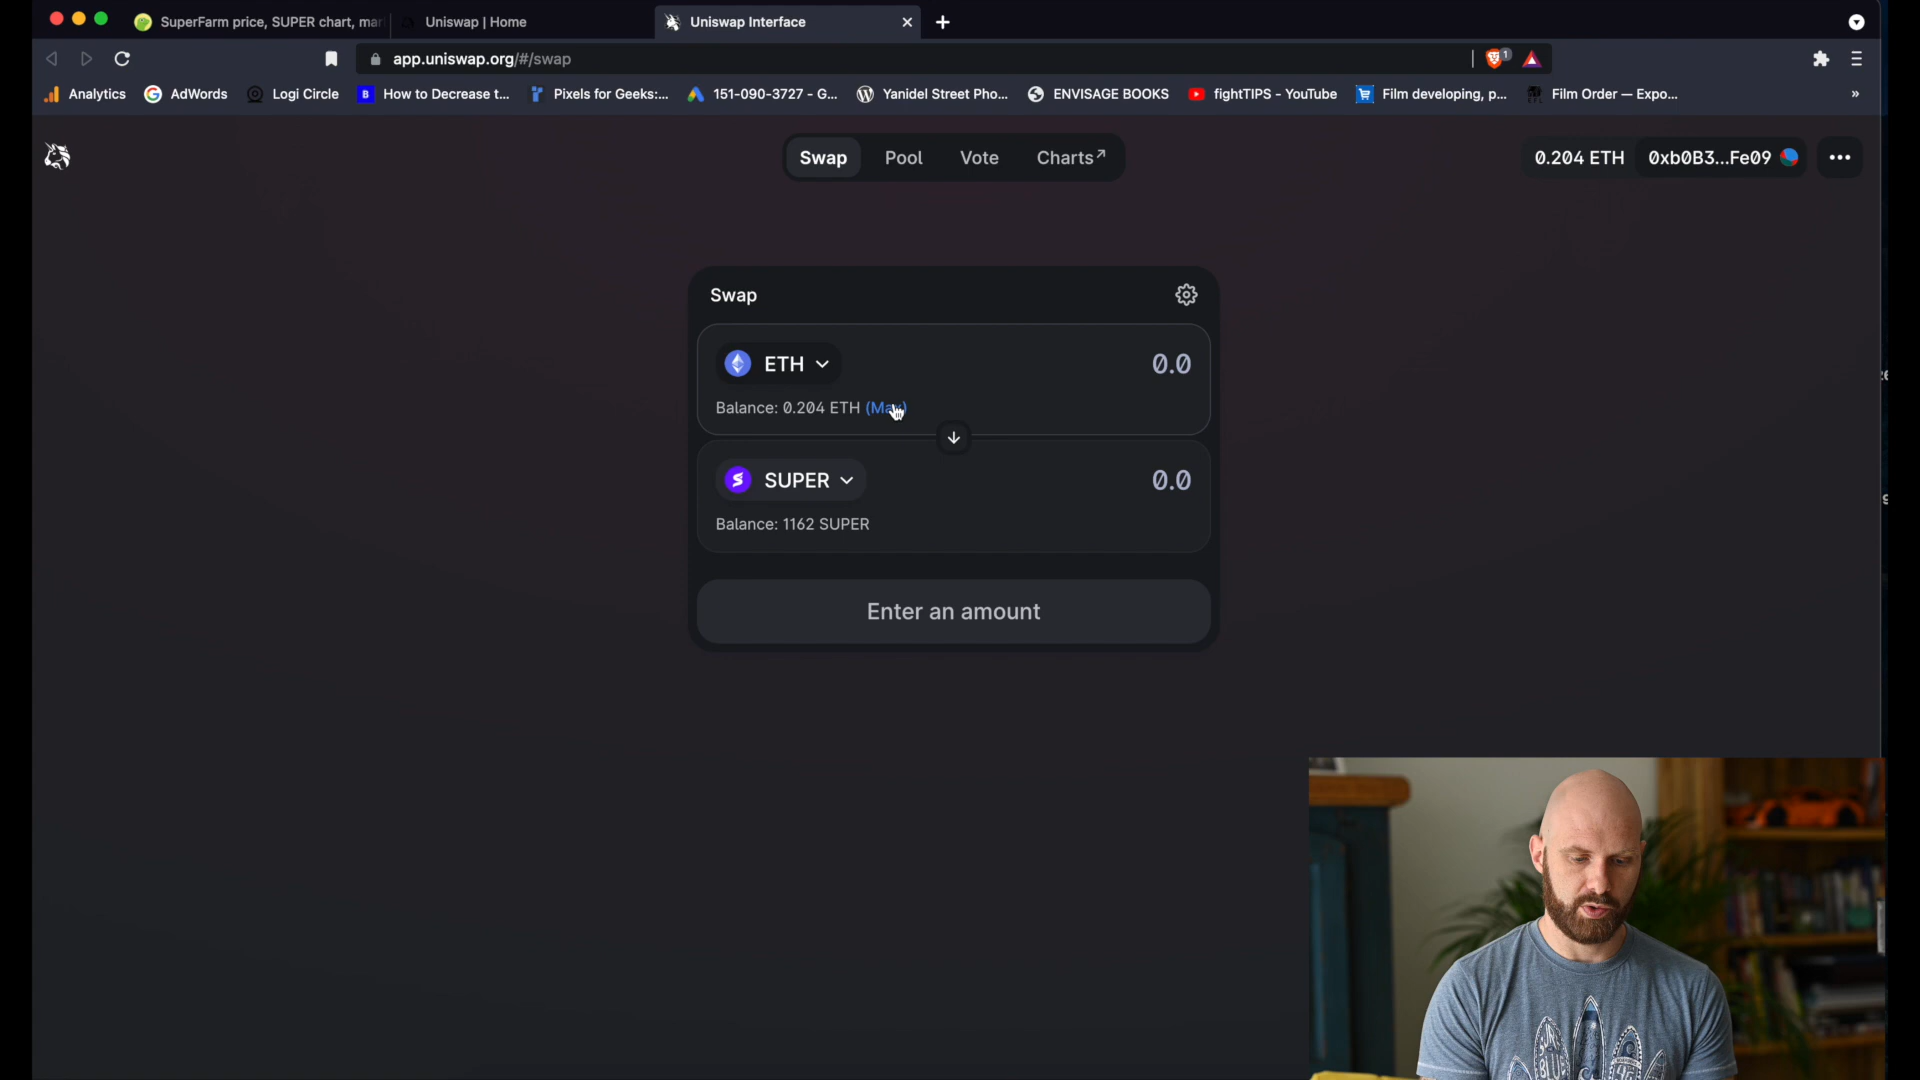 SuperFarm price, SUPER chart, mar
Uniswap | Home
Uniswap Interface
app.uniswap.org/#/swap
1
Analytics
AdWords
Logi Circle
How to Decrease t...
Pixels for Geeks:...
151-090-3727 - G...
Yanidel Street Pho...
ENVISAGE BOOKS
fightTIPS - YouTube
Film developing, p...
Film Order — Expo...
»
Swap
Pool
Vote
Charts↗
0.204 ETH
0xb0B3...Fe09
Swap
ETH
0.0
Balance: 0.204 ETH (Max)
SUPER
0.0
Balance: 1162 SUPER
Enter an amount